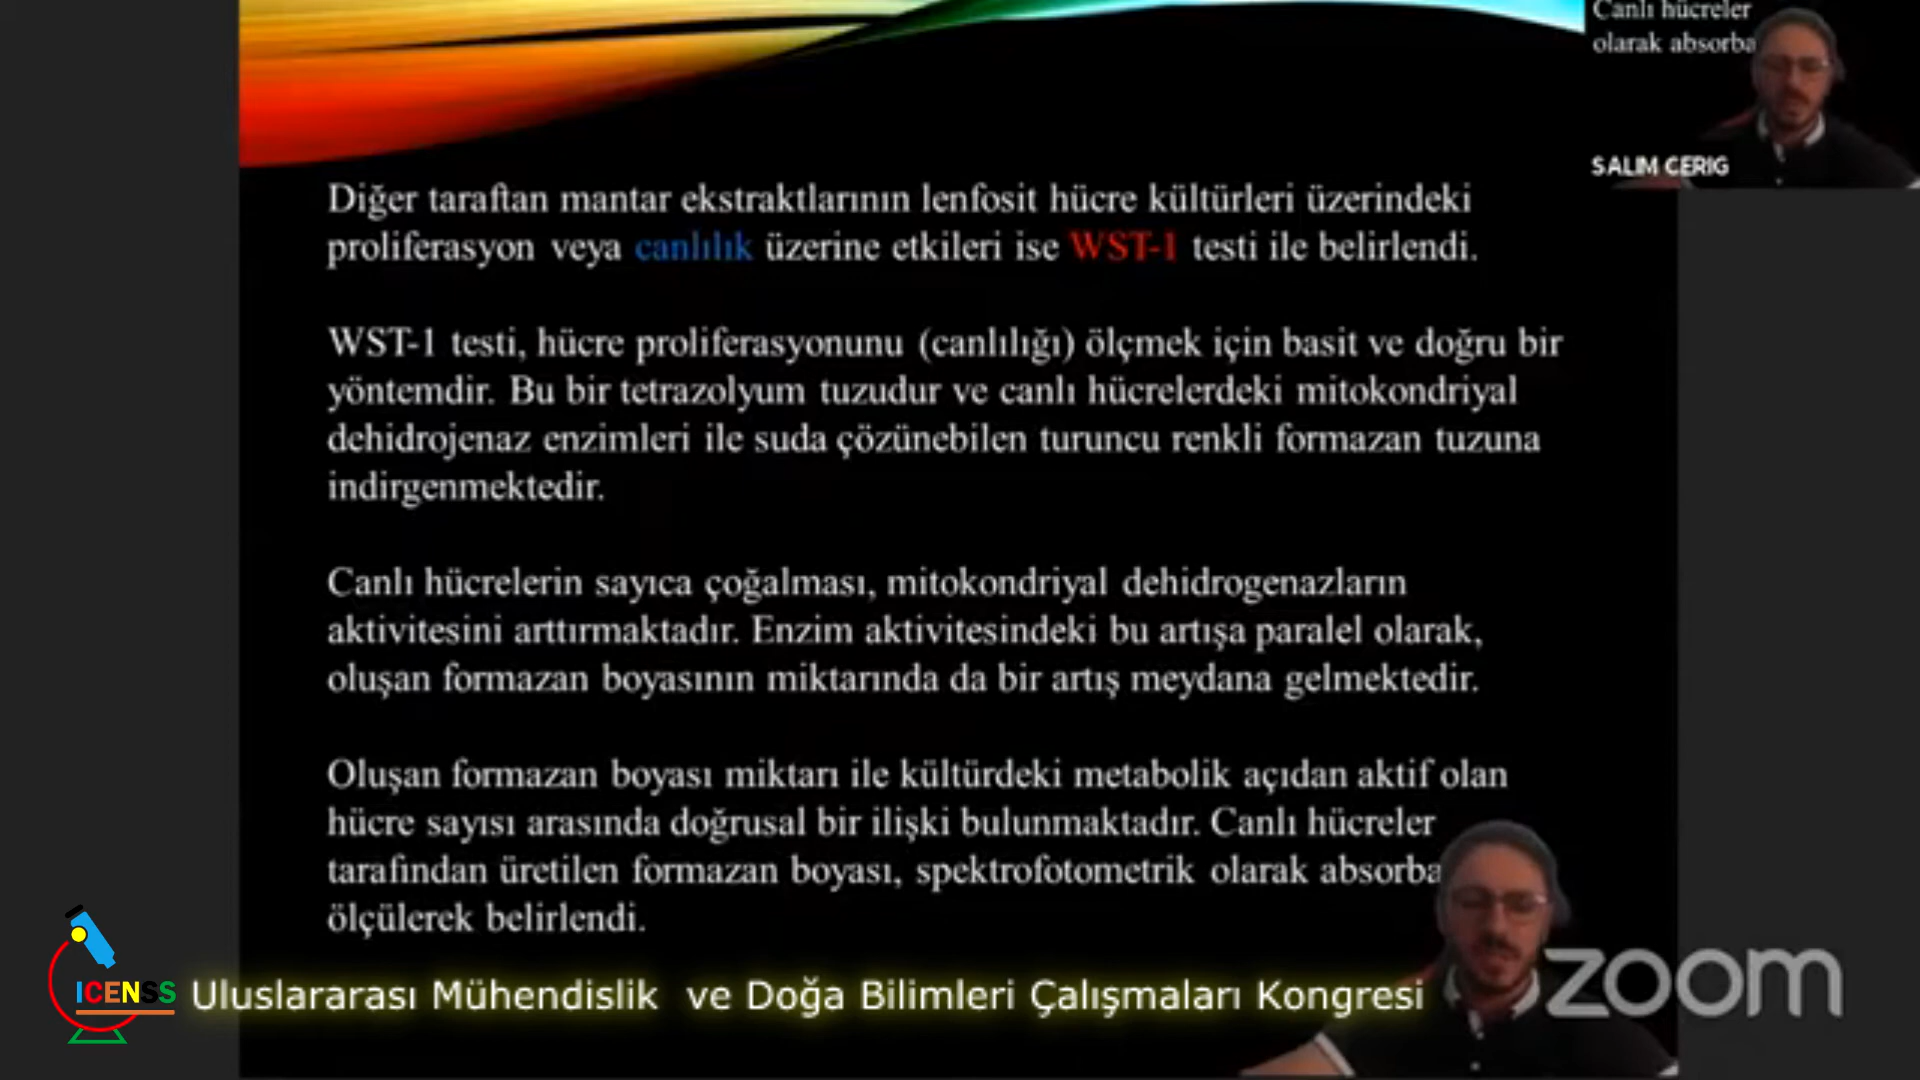 Canlı hücreler
olarak absorba
SALIM CERIG
Diğer taraftan mantar ekstraktlarının lenfosit hücre kültürleri üzerindeki
proliferasyon veya canlılık üzerine etkileri ise WST-1 testi ile belirlendi.
WST-1 testi, hücre proliferasyonunu (canlılığı) ölçmek için basit ve doğru bir
yöntemdir. Bu bir tetrazolyum tuzudur ve canlı hücrelerdeki mitokondriyal
dehidrojenaz enzimleri ile suda çözünebilen turuncu renkli formazan tuzuna
indirgenmektedir.
Canlı hücrelerin sayıca çoğalması, mitokondriyal dehidrogenazların
aktivitesini arttırmaktadır. Enzim aktivitesindeki bu artışa paralel olarak,
oluşan formazan boyasının miktarında da bir artış meydana gelmektedir.
Oluşan formazan boyası miktarı ile kültürdeki metabolik açıdan aktif olan
hücre sayısı arasında doğrusal bir ilişki bulunmaktadır. Canlı hücreler
tarafından üretilen formazan boyası, spektrofotometrik olarak absorba
ölçülerek belirlendi.
ICENSS Uluslararası Mühendislik ve Doğa Bilimleri Çalışmaları Kongresi
zoom